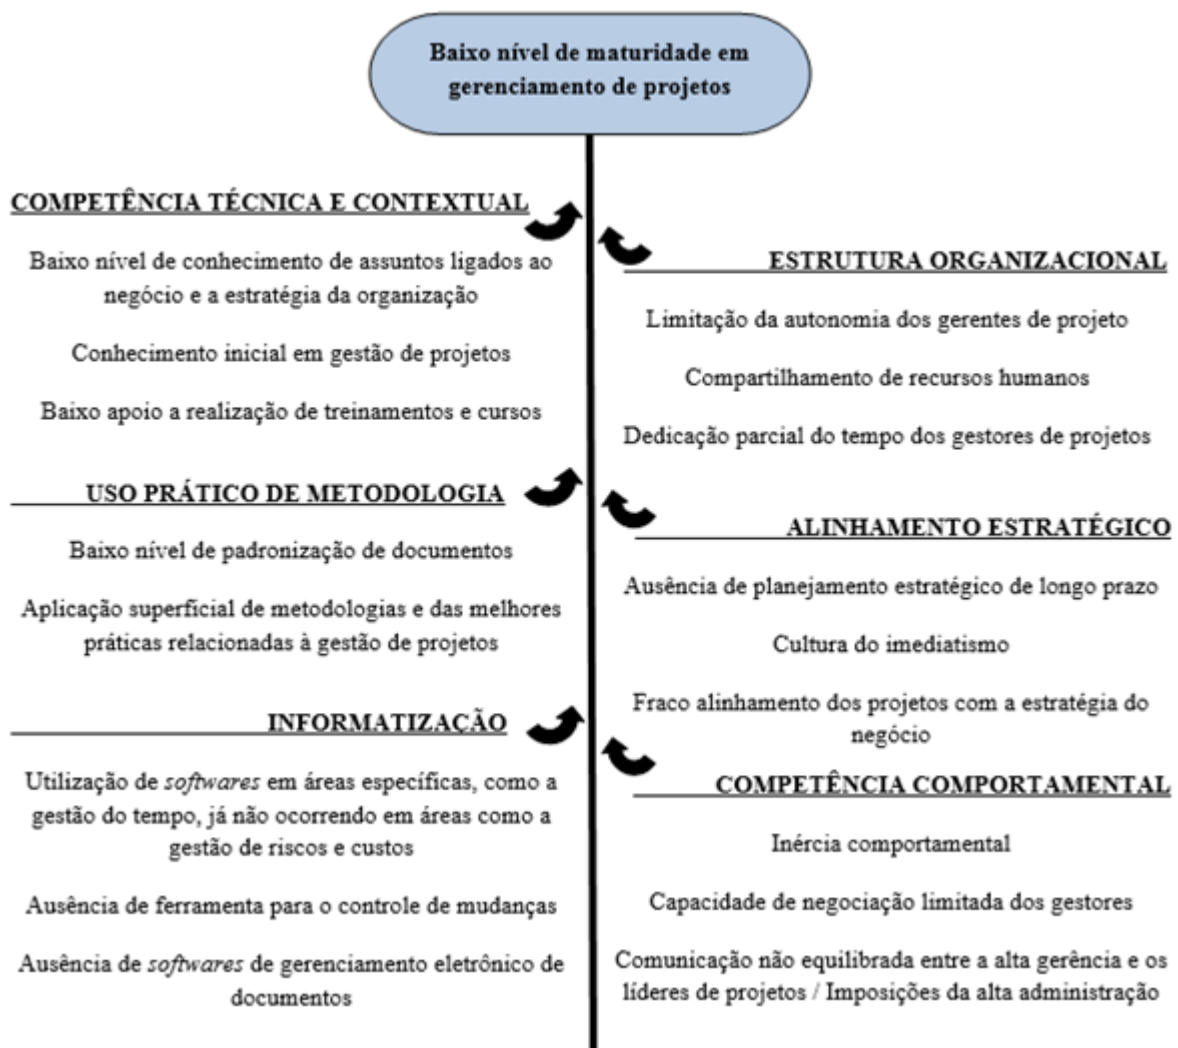 Baixo nível de maturidade em
gerenciamento de projetos
COMPETÊNCIA TÉCNICA E CONTEXTUAL
Baixo nível de conhecimento de assuntos ligados ao
negócio e a estratégia da organização
Conhecimento inicial em gestão de projetos
Baixo apoio a realização de treinamentos e cursos
USO PRÁTICO DE METODOLOGIA
Baixo nível de padronização de documentos
Aplicação superficial de metodologias e das melhores
práticas relacionadas à gestão de projetos
INFORMATIZAÇÃO
Utilização de softwares em áreas específicas, como a
gestão do tempo, já não ocorrendo em áreas como a
gestão de riscos e custos
Ausência de ferramenta para o controle de mudanças
Ausência de softwares de gerenciamento eletrônico de
documentos
ESTRUTURA ORGANIZACIONAL
Limitação da autonomia dos gerentes de projeto
Compartilhamento de recursos humanos
Dedicação parcial do tempo dos gestores de projetos
ALINHAMENTO ESTRATÉGICO
Ausência de planejamento estratégico de longo prazo
Cultura do imediatismo
Fraco alinhamento dos projetos com a estratégia do
negócio
COMPETÊNCIA COMPORTAMENTAL
Inércia comportamental
Capacidade de negociação limitada dos gestores
Comunicação não equilibrada entre a alta gerência e os
líderes de projetos / Imposições da alta administração